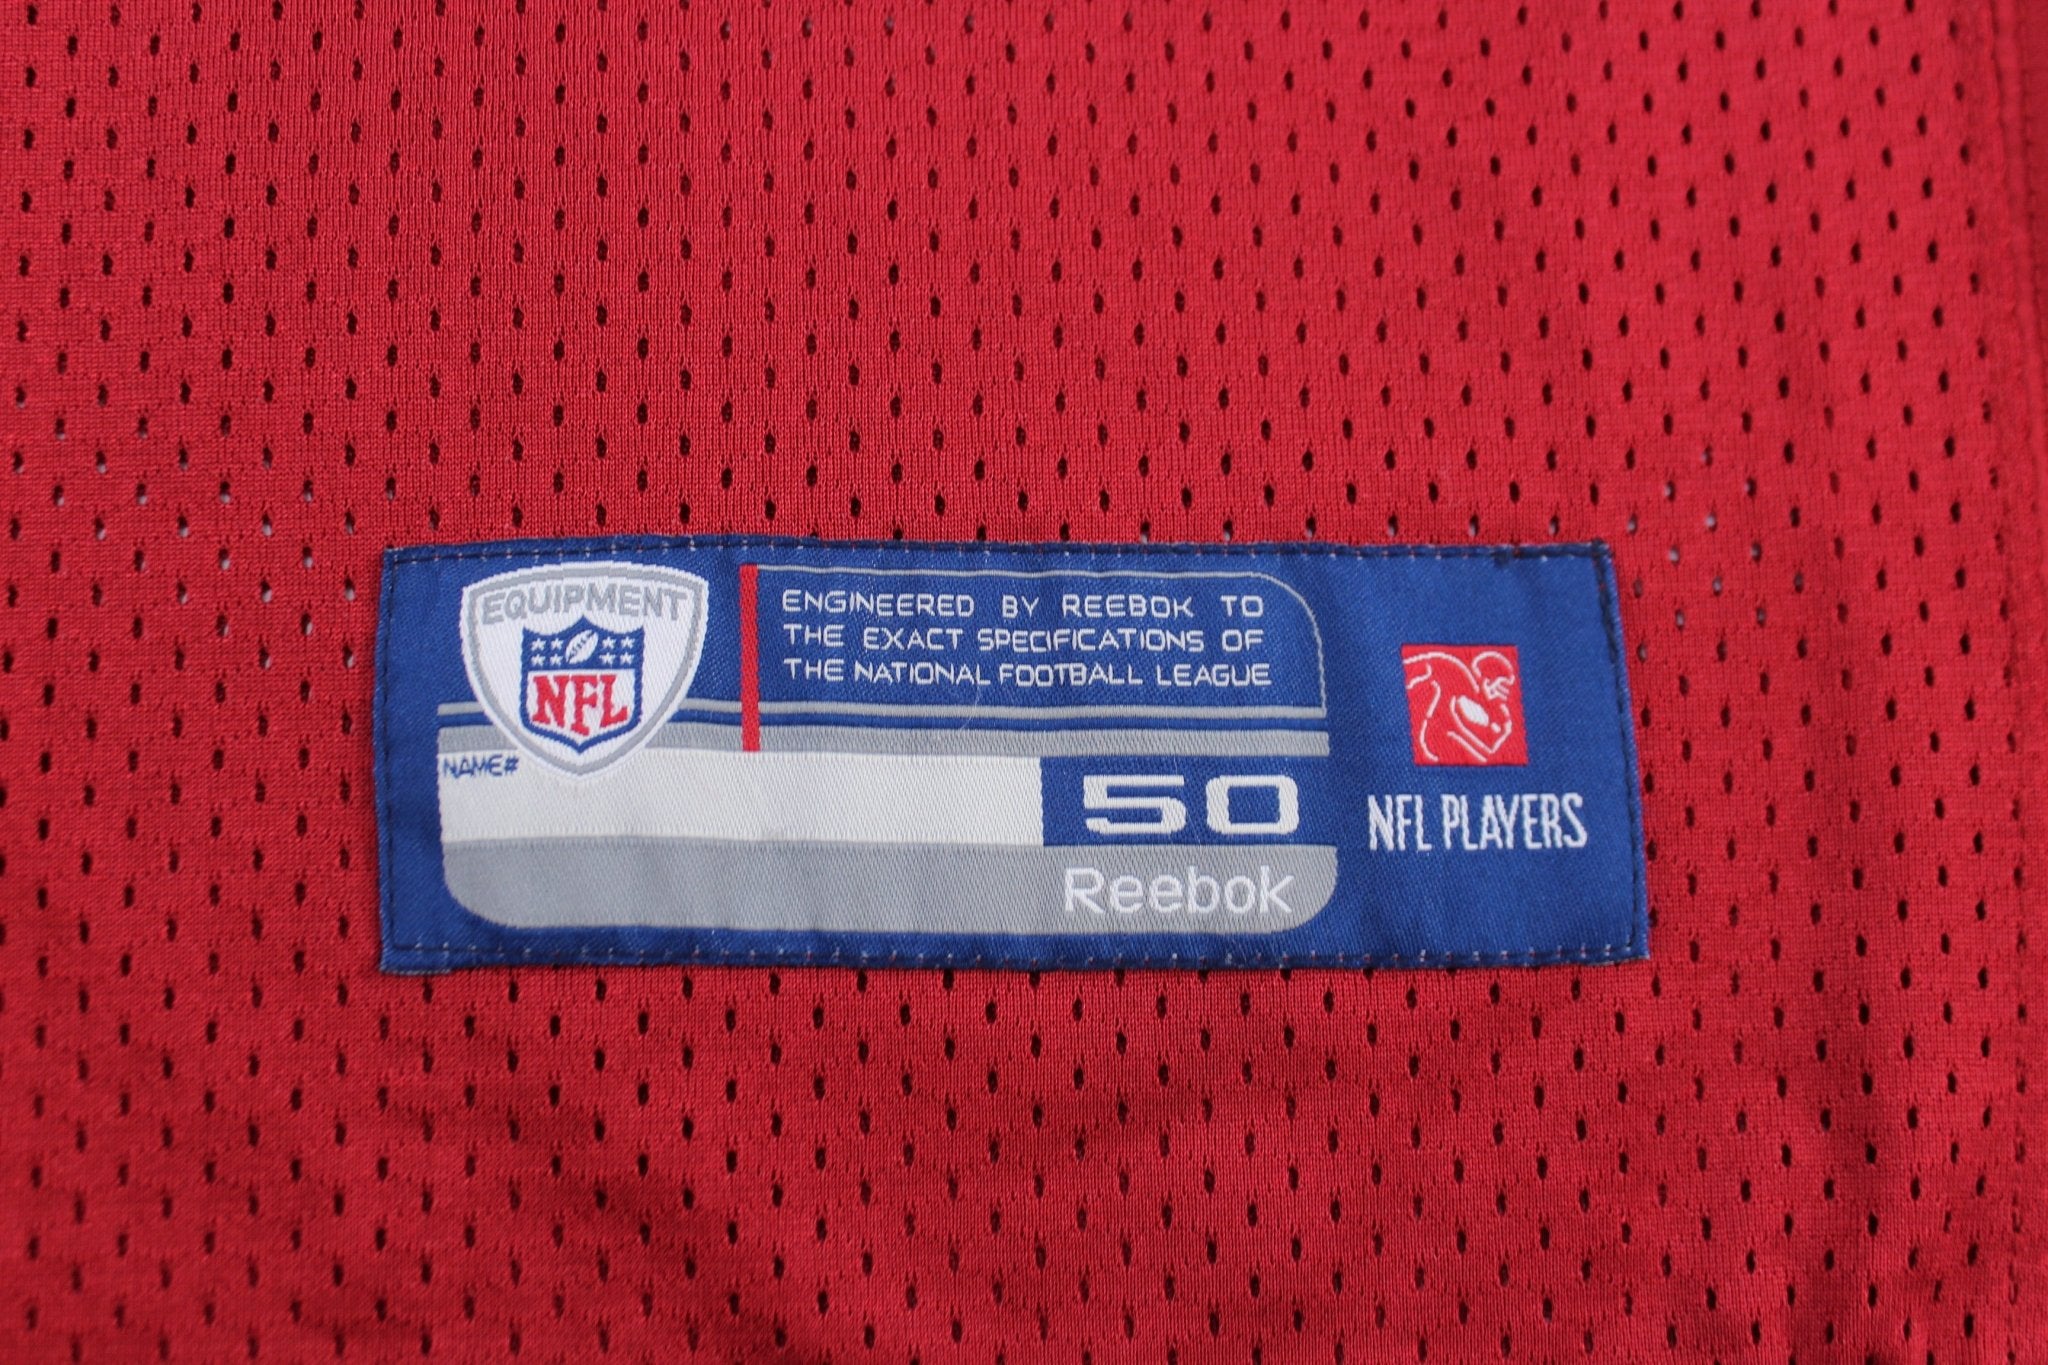 EQUIPMENT
NFL
ENGINEERED BY REEBOK TO
THE EXACT SPECIFICATIONS OF
THE NATIONAL FOOTBALL LEAGUE
NAME#
50
Reebok
NFL PLAYERS